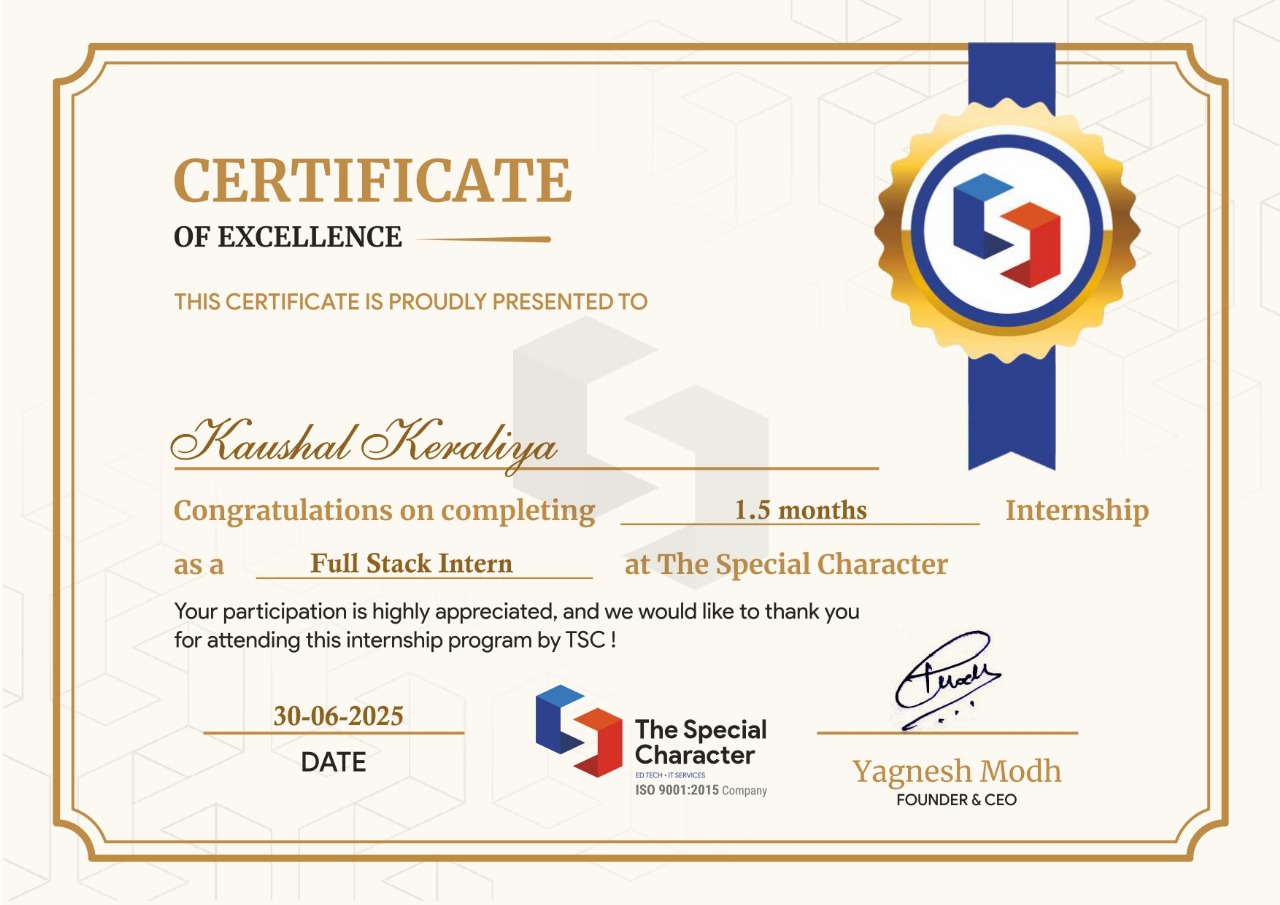 CERTIFICATE
OF EXCELLENCE
THIS CERTIFICATE IS PROUDLY PRESENTED TO
Kaushal Keraliya
Congratulations on completing 1.5 months Internship
as a Full Stack Intern at The Special Character
Your participation is highly appreciated, and we would like to thank you
for attending this internship program by TSC !
30-06-2025
DATE
The Special
Character
ED TECH • IT SERVICES
ISO 9001:2015 Company
Yagnesh Modh
FOUNDER & CEO